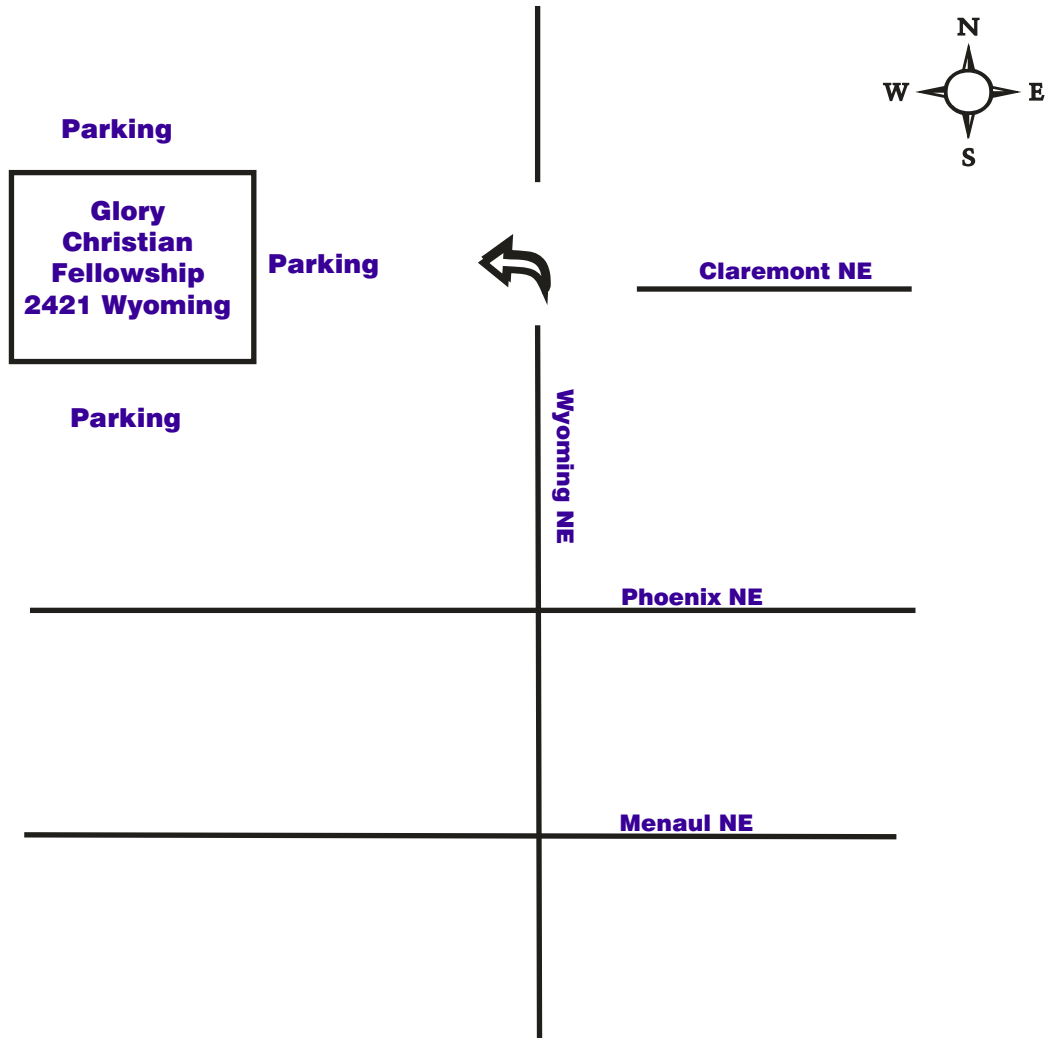 N
W
E
S
Parking
Glory
Christian
Fellowship
2421 Wyoming
Parking
Claremont NE
Parking
Wyoming NE
Phoenix NE
Menaul NE